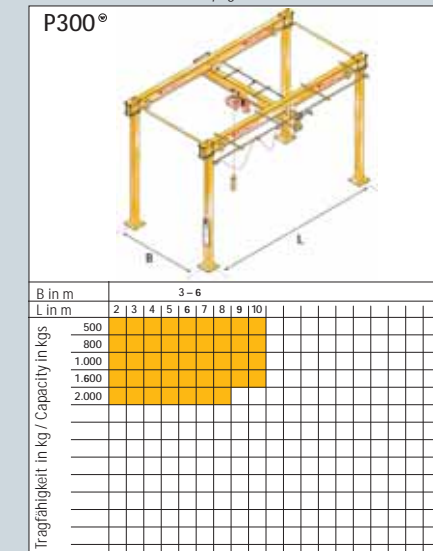 P300
B
L
B in m 3 – 6
L in m 2 3 4 5 6 7 8 9 10
Tragfähigkeit in kg / Capacity in kgs
500
800
1.000
1.600
2.000